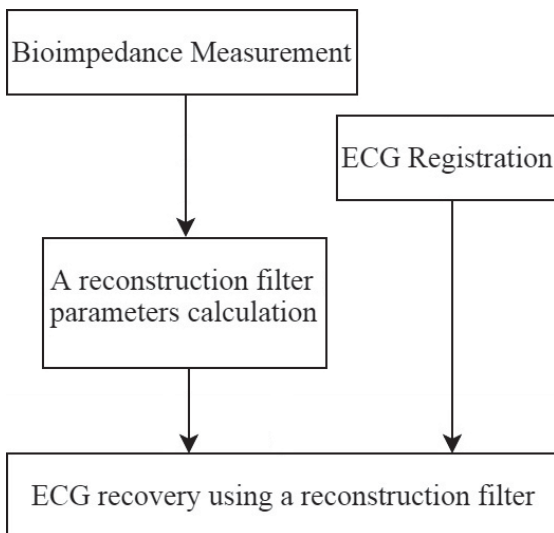 Bioimpedance Measurement
ECG Registration
A reconstruction filter
parameters calculation
ECG recovery using a reconstruction filter